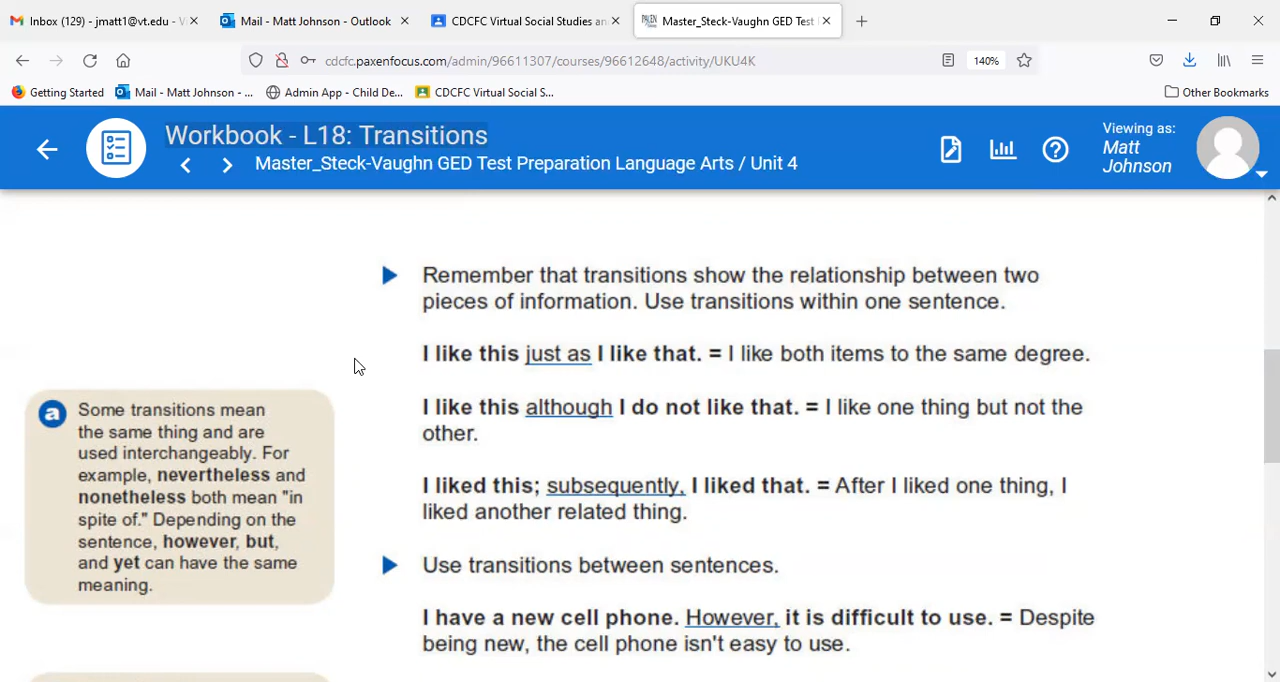 Inbox (129) - jmatt1@vt.edu - V
Mail - Matt Johnson - Outlook
CDCFC Virtual Social Studies an
Master_Steck-Vaughn GED Test
cdcfc.paxenfocus.com/admin/96611307/courses/96612648/activity/UKU4K
140%
Getting Started
Mail - Matt Johnson - ...
Admin App - Child De...
CDCFC Virtual Social S...
Other Bookmarks
Workbook - L18: Transitions
Master_Steck-Vaughn GED Test Preparation Language Arts / Unit 4
Viewing as:
Matt
Johnson
Remember that transitions show the relationship between two
pieces of information. Use transitions within one sentence.
I like this just as I like that. = I like both items to the same degree.
I like this although I do not like that. = I like one thing but not the
other.
I liked this; subsequently, I liked that. = After I liked one thing, I
liked another related thing.
Use transitions between sentences.
I have a new cell phone. However, it is difficult to use. = Despite
being new, the cell phone isn't easy to use.
a
Some transitions mean
the same thing and are
used interchangeably. For
example, nevertheless and
nonetheless both mean "in
spite of." Depending on the
sentence, however, but,
and yet can have the same
meaning.